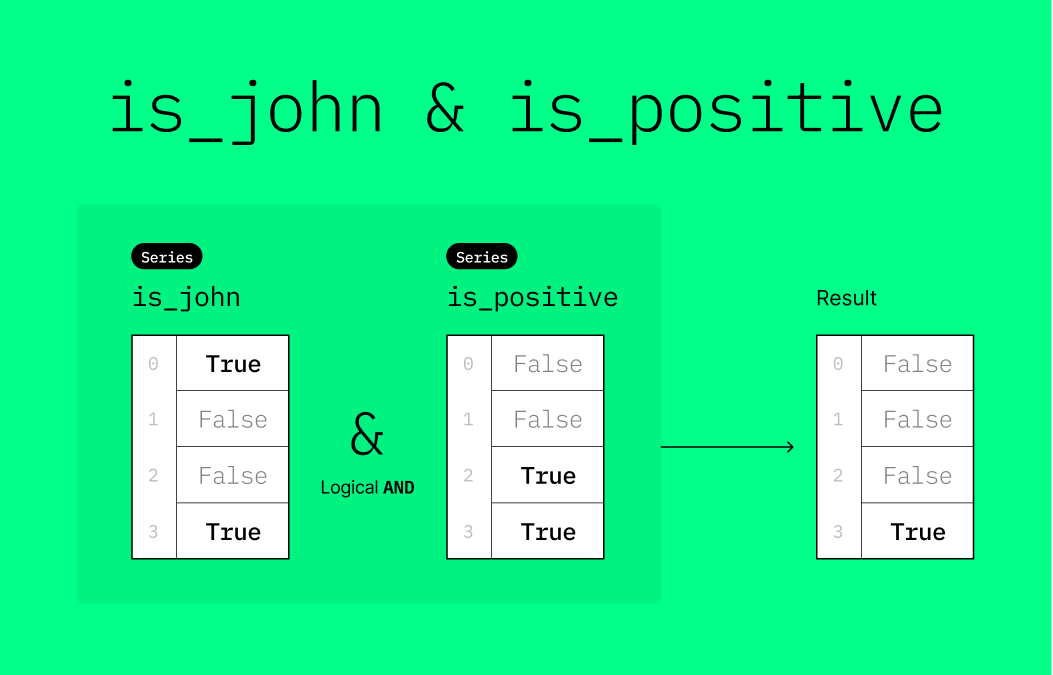 is_john & is_positive
Series
is_john
0 True
1 False
2 False
3 True
&
Logical AND
Series
is_positive
0 False
1 False
2 True
3 True
Result
0 False
1 False
2 False
3 True